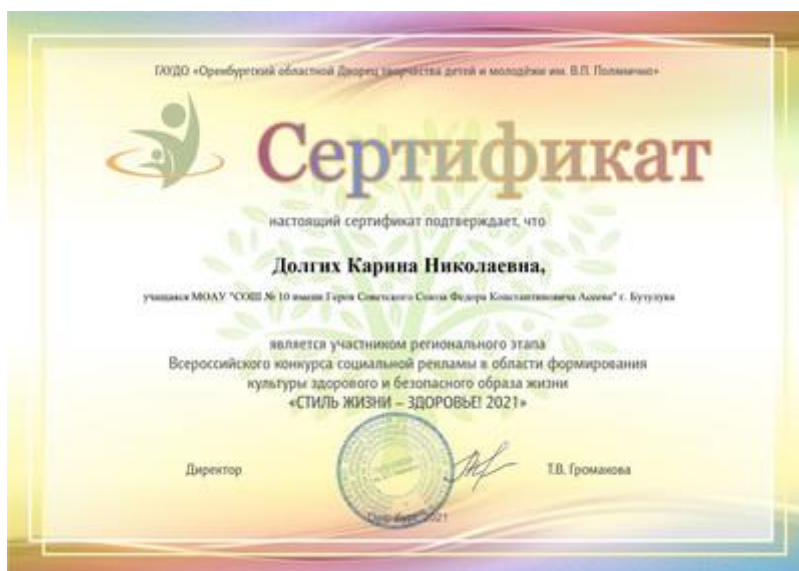 ГАУДО «Оренбургский областной Дворец творчества детей и молодёжи им. В.П. Поляничко»
Сертификат
настоящий сертификат подтверждает, что
Долгих Карина Николаевна,
учащаяся МОАУ "СОШ № 10 имени Героя Советского Союза Федора Константиновича Асеева" г. Бузулука
является участником регионального этапа
Всероссийского конкурса социальной рекламы в области формирования
культуры здорового и безопасного образа жизни
«СТИЛЬ ЖИЗНИ – ЗДОРОВЬЕ! 2021»
Директор
Т.В. Громакова
Оренбург, 2021